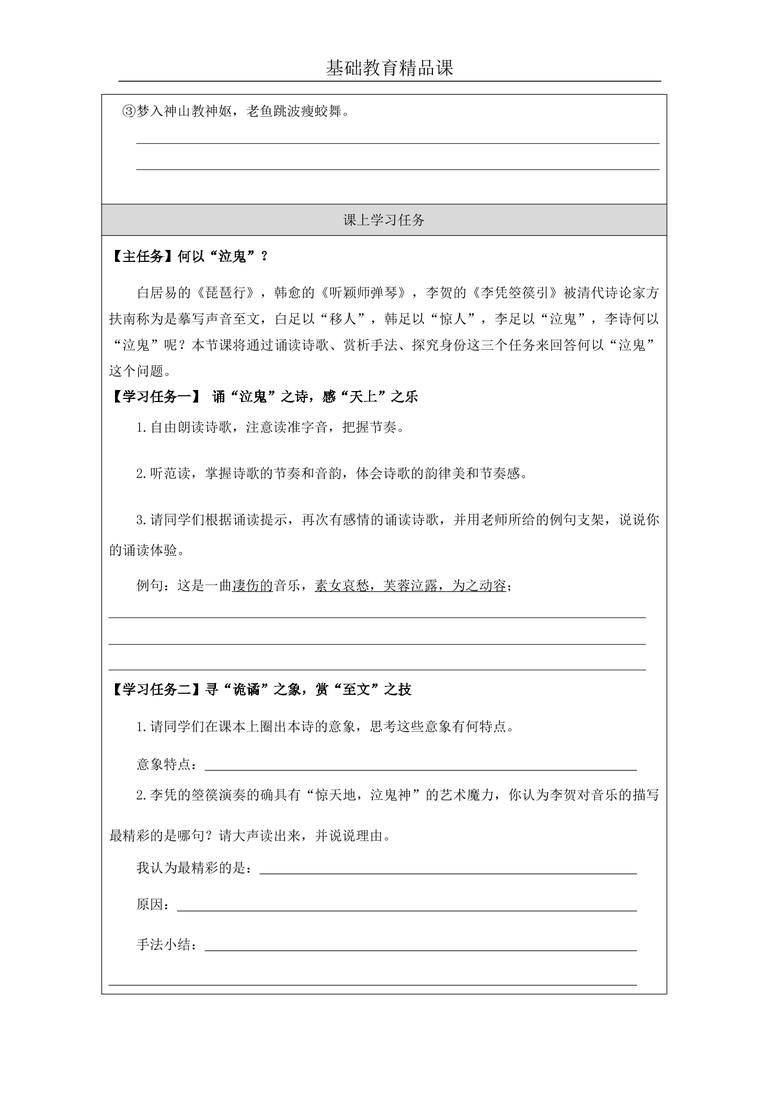 基础教育精品课
③梦入神山教神妪，老鱼跳波瘦蛟舞。
课上学习任务
【主任务】何以“泣鬼”？
白居易的《琵琶行》，韩愈的《听颖师弹琴》，李贺的《李凭箜篌引》被清代诗论家方
扶南称为是摹写声音至文，白足以“移人”，韩足以“惊人”，李足以“泣鬼”，李诗何以
“泣鬼”呢？本节课将通过诵读诗歌、赏析手法、探究身份这三个任务来回答何以“泣鬼”
这个问题。
【学习任务一】 诵“泣鬼”之诗，感“天上”之乐
1.自由朗读诗歌，注意读准字音，把握节奏。
2.听范读，掌握诗歌的节奏和音韵，体会诗歌的韵律美和节奏感。
3.请同学们根据诵读提示，再次有感情的诵读诗歌，并用老师所给的例句支架，说说你
的诵读体验。
例句：这是一曲凄伤的音乐，素女哀愁，芙蓉泣露，为之动容；
【学习任务二】寻“诡谲”之象，赏“至文”之技
1.请同学们在课本上圈出本诗的意象，思考这些意象有何特点。
意象特点：
2.李凭的箜篌演奏的确具有“惊天地，泣鬼神”的艺术魔力，你认为李贺对音乐的描写
最精彩的是哪句？请大声读出来，并说说理由。
我认为最精彩的是：
原因：
手法小结：